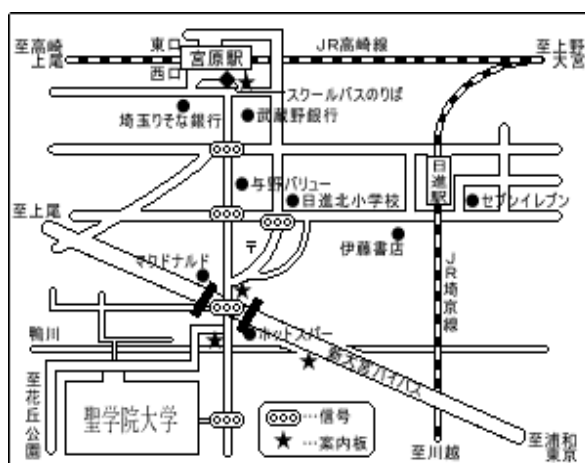 至高崎
上尾
東口
宮原駅
西口
JR高崎線
至上野
大宮
スクールバスのりば
埼玉りそな銀行
武蔵野銀行
与野バリュー
日進北小学校
日進駅
セブンイレブン
至上尾
〒
伊藤書店
マクドナルド
JR埼京線
鴨川
ホットスパー
新大宮バイパス
至花丘公園
聖学院大学
…信号
…案内板
至川越
至浦和
東京